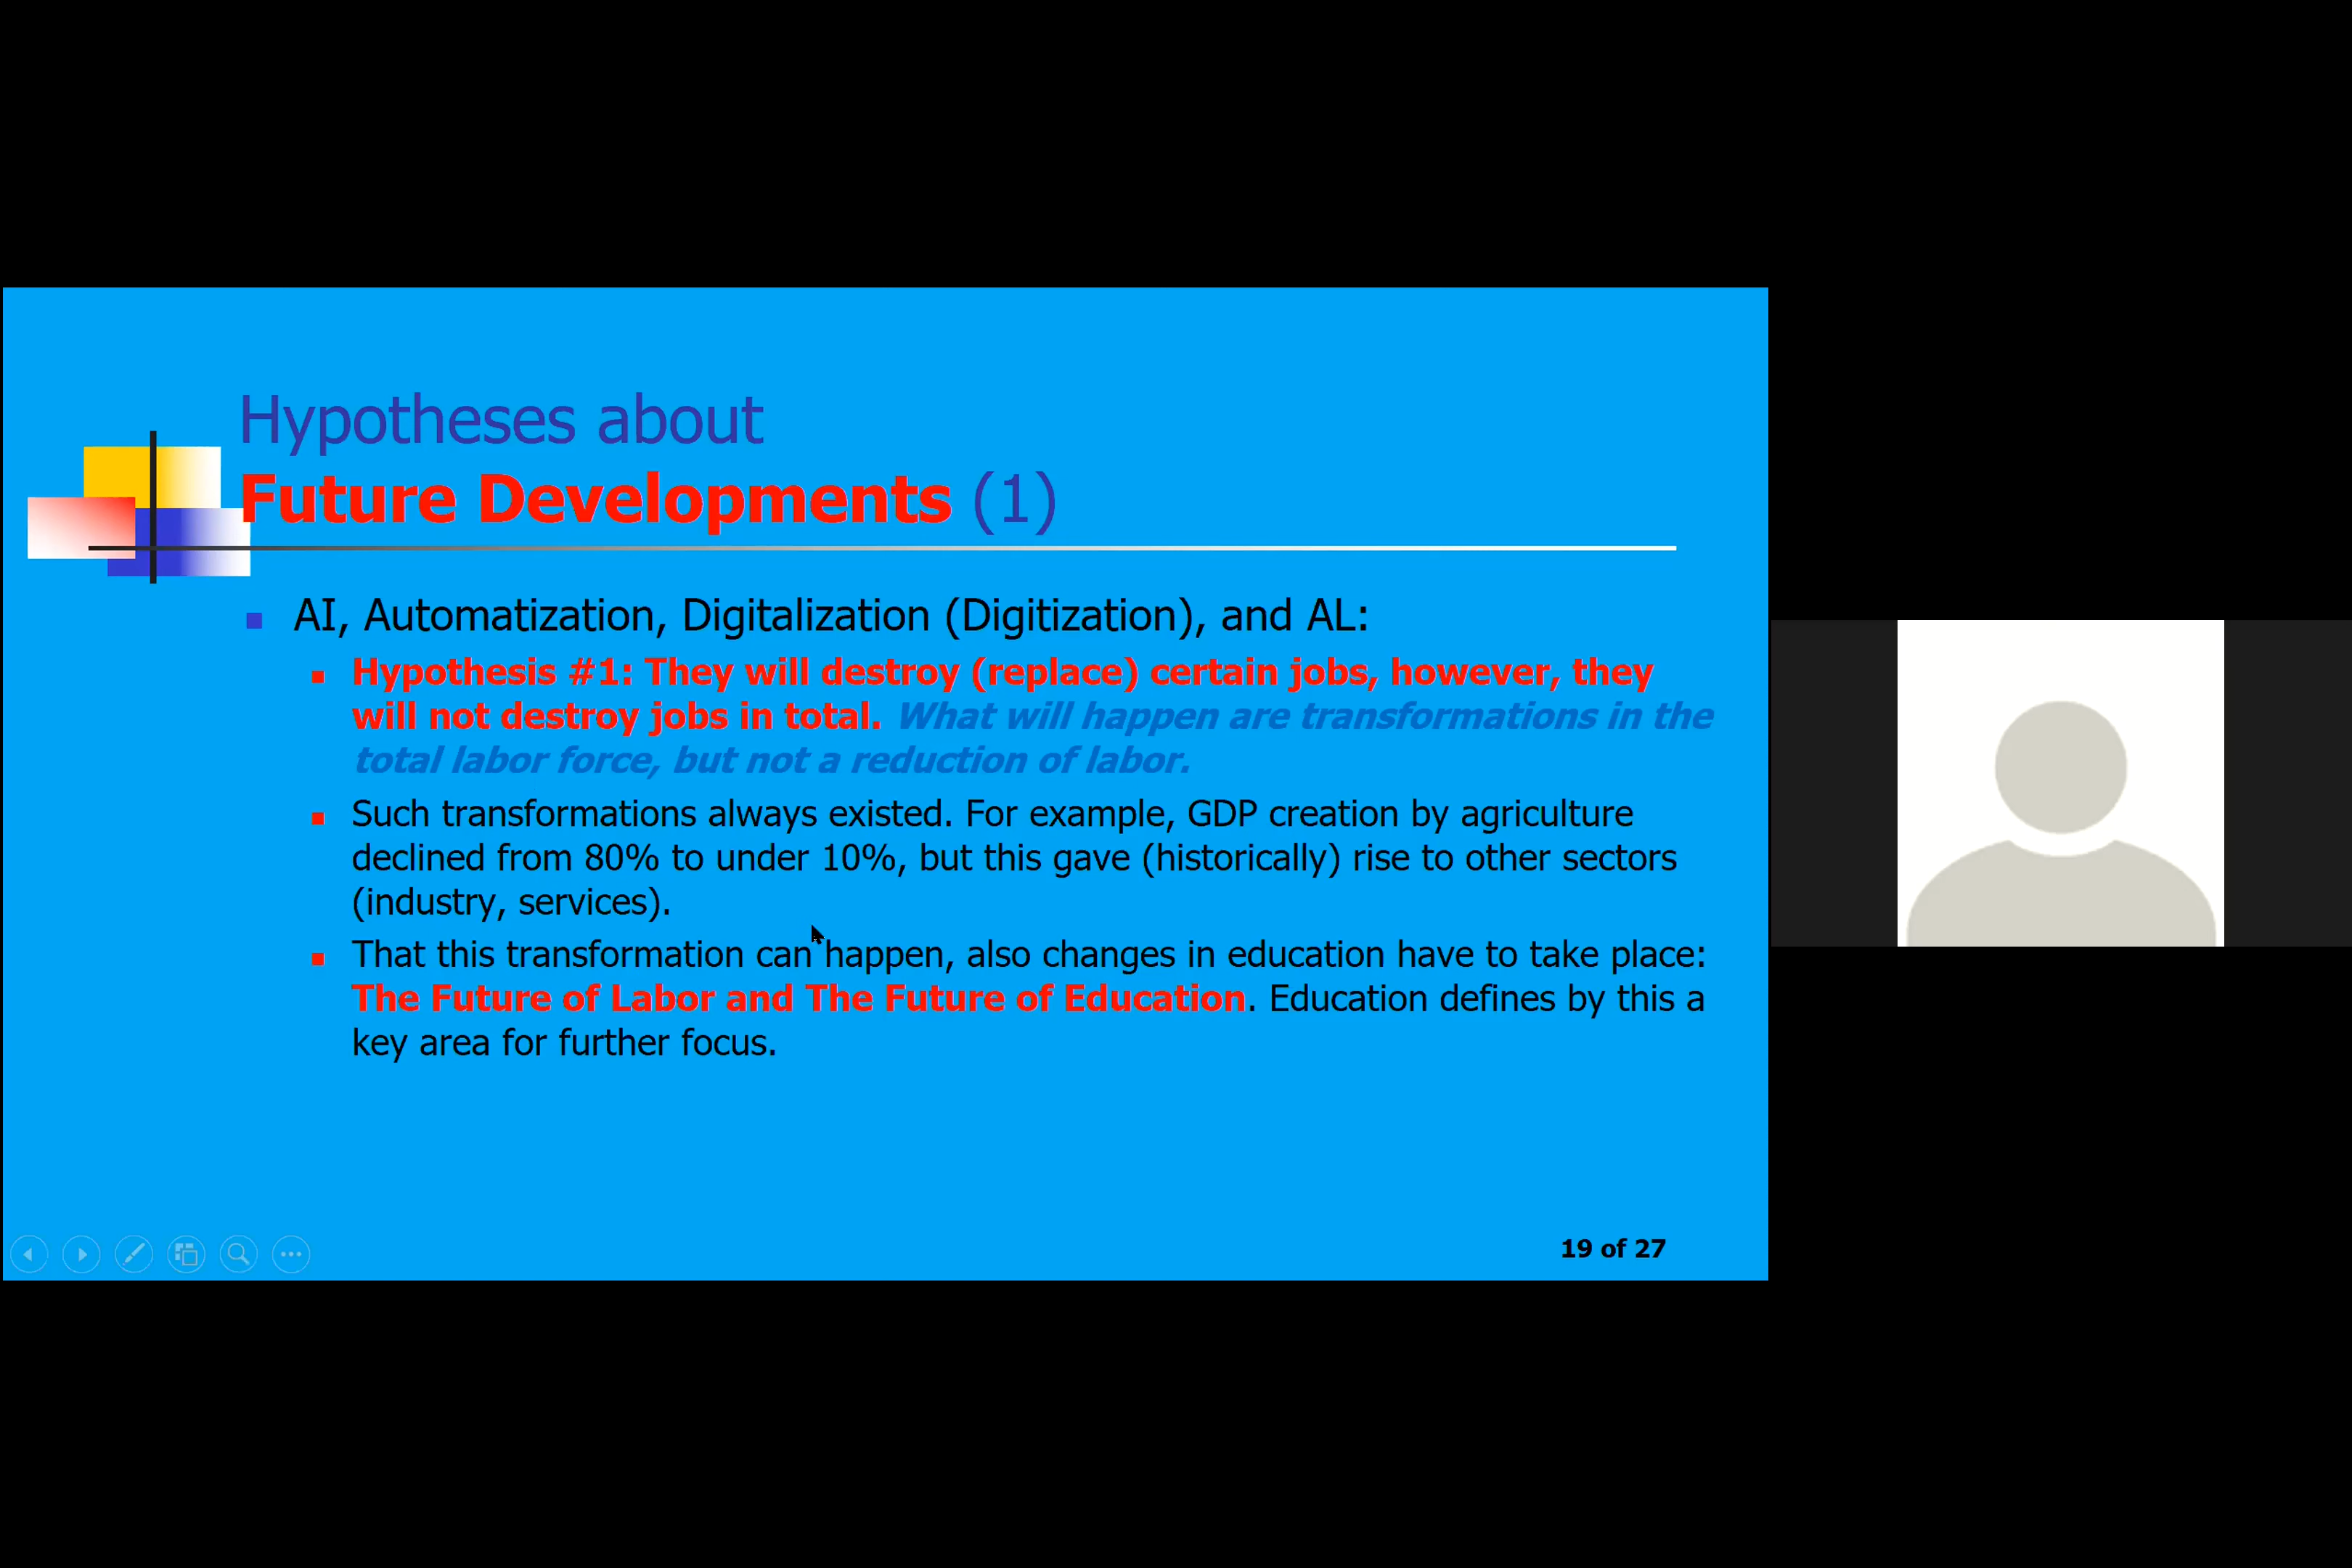 Hypotheses about
Future Developments (1)
AI, Automatization, Digitalization (Digitization), and AL:
Hypothesis #1: They will destroy (replace) certain jobs, however, they
will not destroy jobs in total. What will happen are transformations in the
total labor force, but not a reduction of labor.
Such transformations always existed. For example, GDP creation by agriculture
declined from 80% to under 10%, but this gave (historically) rise to other sectors
(industry, services).
That this transformation can happen, also changes in education have to take place:
The Future of Labor and The Future of Education. Education defines by this a
key area for further focus.
19 of 27